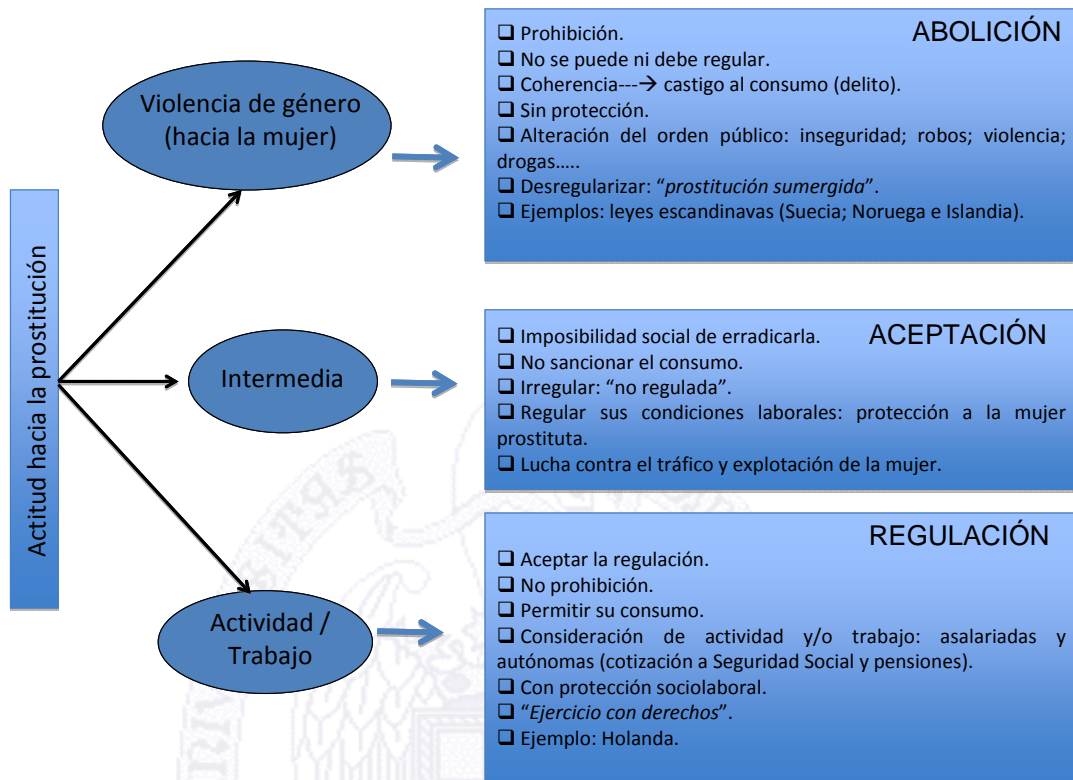 Actitud hacia la prostitución
Violencia de género
(hacia la mujer)
ABOLICIÓN
❑ Prohibición.
❑ No se puede ni debe regular.
❑ Coherencia---→ castigo al consumo (delito).
❑ Sin protección.
❑ Alteración del orden público: inseguridad; robos; violencia;
drogas…..
❑ Desregularizar: “prostitución sumergida”.
❑ Ejemplos: leyes escandinavas (Suecia; Noruega e Islandia).
Intermedia
ACEPTACIÓN
❑ Imposibilidad social de erradicarla.
❑ No sancionar el consumo.
❑ Irregular: “no regulada”.
❑ Regular sus condiciones laborales: protección a la mujer
prostituta.
❑ Lucha contra el tráfico y explotación de la mujer.
Actividad /
Trabajo
REGULACIÓN
❑ Aceptar la regulación.
❑ No prohibición.
❑ Permitir su consumo.
❑ Consideración de actividad y/o trabajo: asalariadas y
autónomas (cotización a Seguridad Social y pensiones).
❑ Con protección sociolaboral.
❑ “Ejercicio con derechos”.
❑ Ejemplo: Holanda.